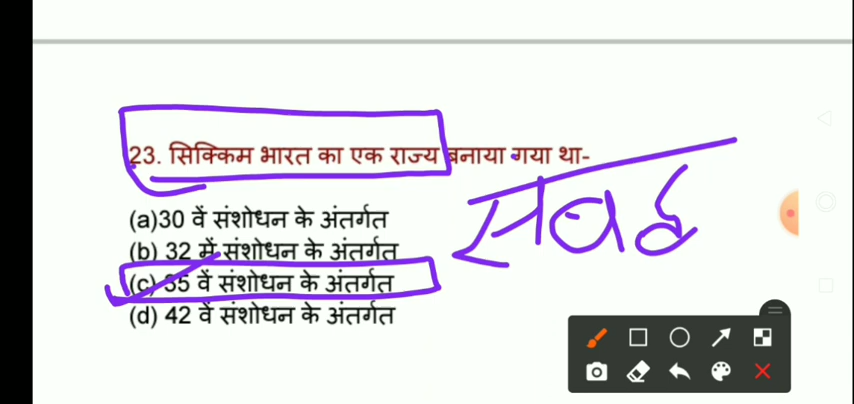 23. सिक्किम भारत का एक राज्य बनाया गया था-
(a)30 वें संशोधन के अंतर्गत
(b) 32 में संशोधन के अंतर्गत
(c) 35 वें संशोधन के अंतर्गत
(d) 42 वें संशोधन के अंतर्गत